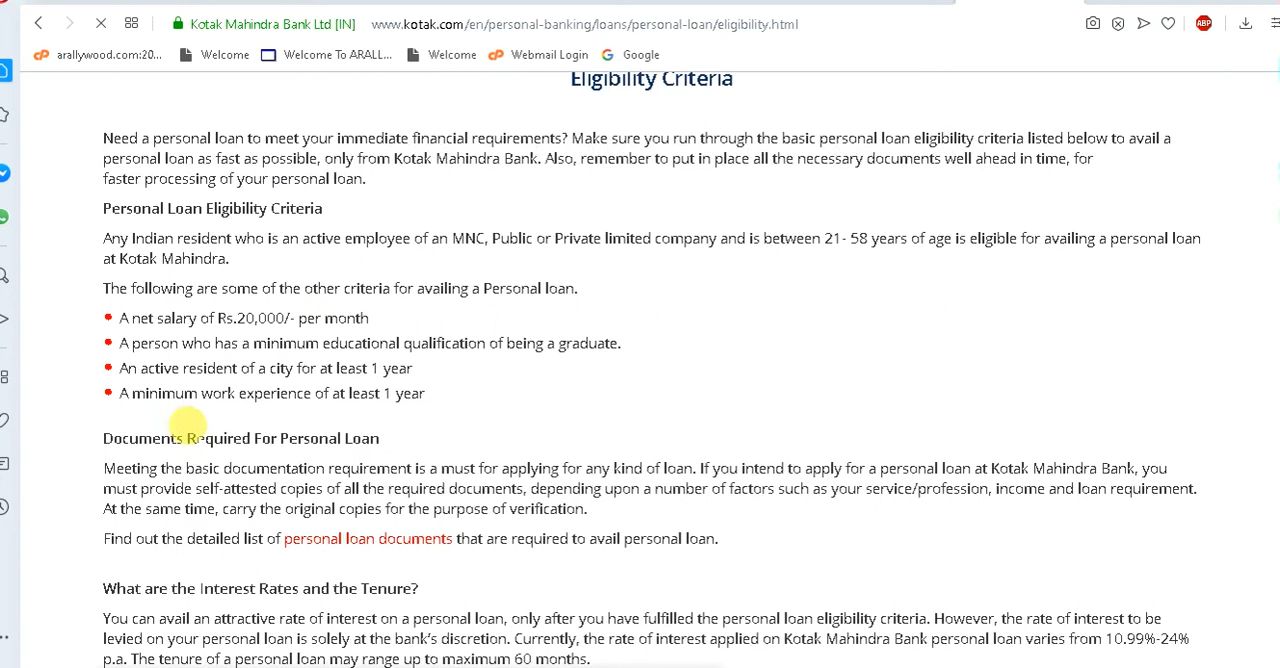 Kotak Mahindra Bank Ltd [IN] www.kotak.com/en/personal-banking/loans/personal-loan/eligibility.html ABP
arallywood.com:20... Welcome Welcome To ARALL... Welcome Webmail Login Google
Eligibility Criteria
Need a personal loan to meet your immediate financial requirements? Make sure you run through the basic personal loan eligibility criteria listed below to avail a
personal loan as fast as possible, only from Kotak Mahindra Bank. Also, remember to put in place all the necessary documents well ahead in time, for
faster processing of your personal loan.
Personal Loan Eligibility Criteria
Any Indian resident who is an active employee of an MNC, Public or Private limited company and is between 21- 58 years of age is eligible for availing a personal loan
at Kotak Mahindra.
The following are some of the other criteria for availing a Personal loan.
A net salary of Rs.20,000/- per month
A person who has a minimum educational qualification of being a graduate.
An active resident of a city for at least 1 year
A minimum work experience of at least 1 year
Documents Required For Personal Loan
Meeting the basic documentation requirement is a must for applying for any kind of loan. If you intend to apply for a personal loan at Kotak Mahindra Bank, you
must provide self-attested copies of all the required documents, depending upon a number of factors such as your service/profession, income and loan requirement.
At the same time, carry the original copies for the purpose of verification.
Find out the detailed list of personal loan documents that are required to avail personal loan.
What are the Interest Rates and the Tenure?
You can avail an attractive rate of interest on a personal loan, only after you have fulfilled the personal loan eligibility criteria. However, the rate of interest to be
levied on your personal loan is solely at the bank's discretion. Currently, the rate of interest applied on Kotak Mahindra Bank personal loan varies from 10.99%-24%
p.a. The tenure of a personal loan may range up to maximum 60 months.